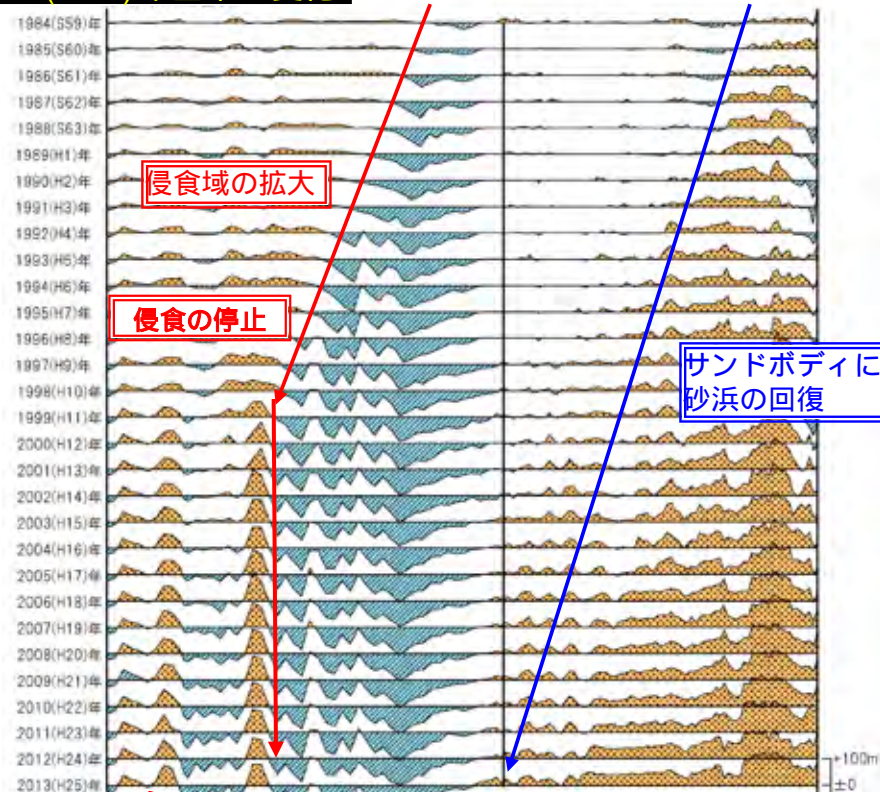 1984(S59)年
1985(S60)年
1986(S61)年
1987(S62)年
1988(S63)年
1989(H1)年
侵食域の拡大
1990(H2)年
1991(H3)年
1992(H4)年
1993(H5)年
1994(H6)年
侵食の停止
1995(H7)年
1996(H8)年
サンドボディに
砂浜の回復
1997(H9)年
1998(H10)年
1999(H11)年
2000(H12)年
2001(H13)年
2002(H14)年
2003(H15)年
2004(H16)年
2005(H17)年
2006(H18)年
2007(H19)年
2008(H20)年
2009(H21)年
2010(H22)年
2011(H23)年
2012(H24)年
+100m
2013(H25)年
±0